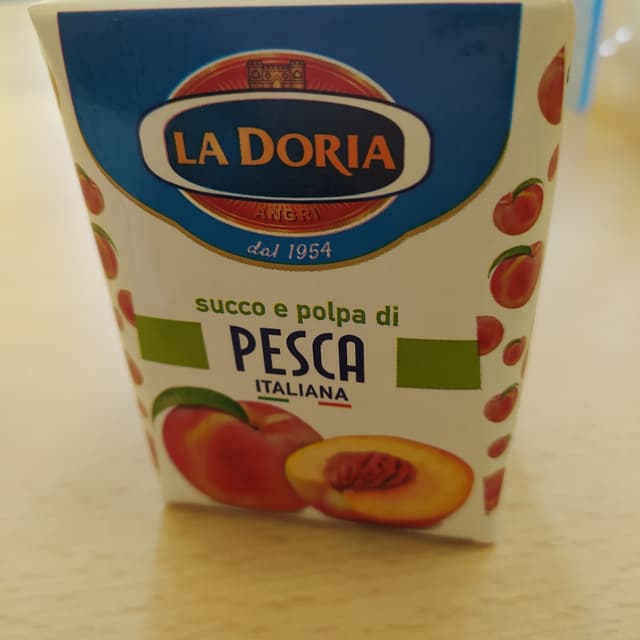 LA DORIA
ANGRI
dal 1954
succo e polpa di
PESCA
ITALIANA